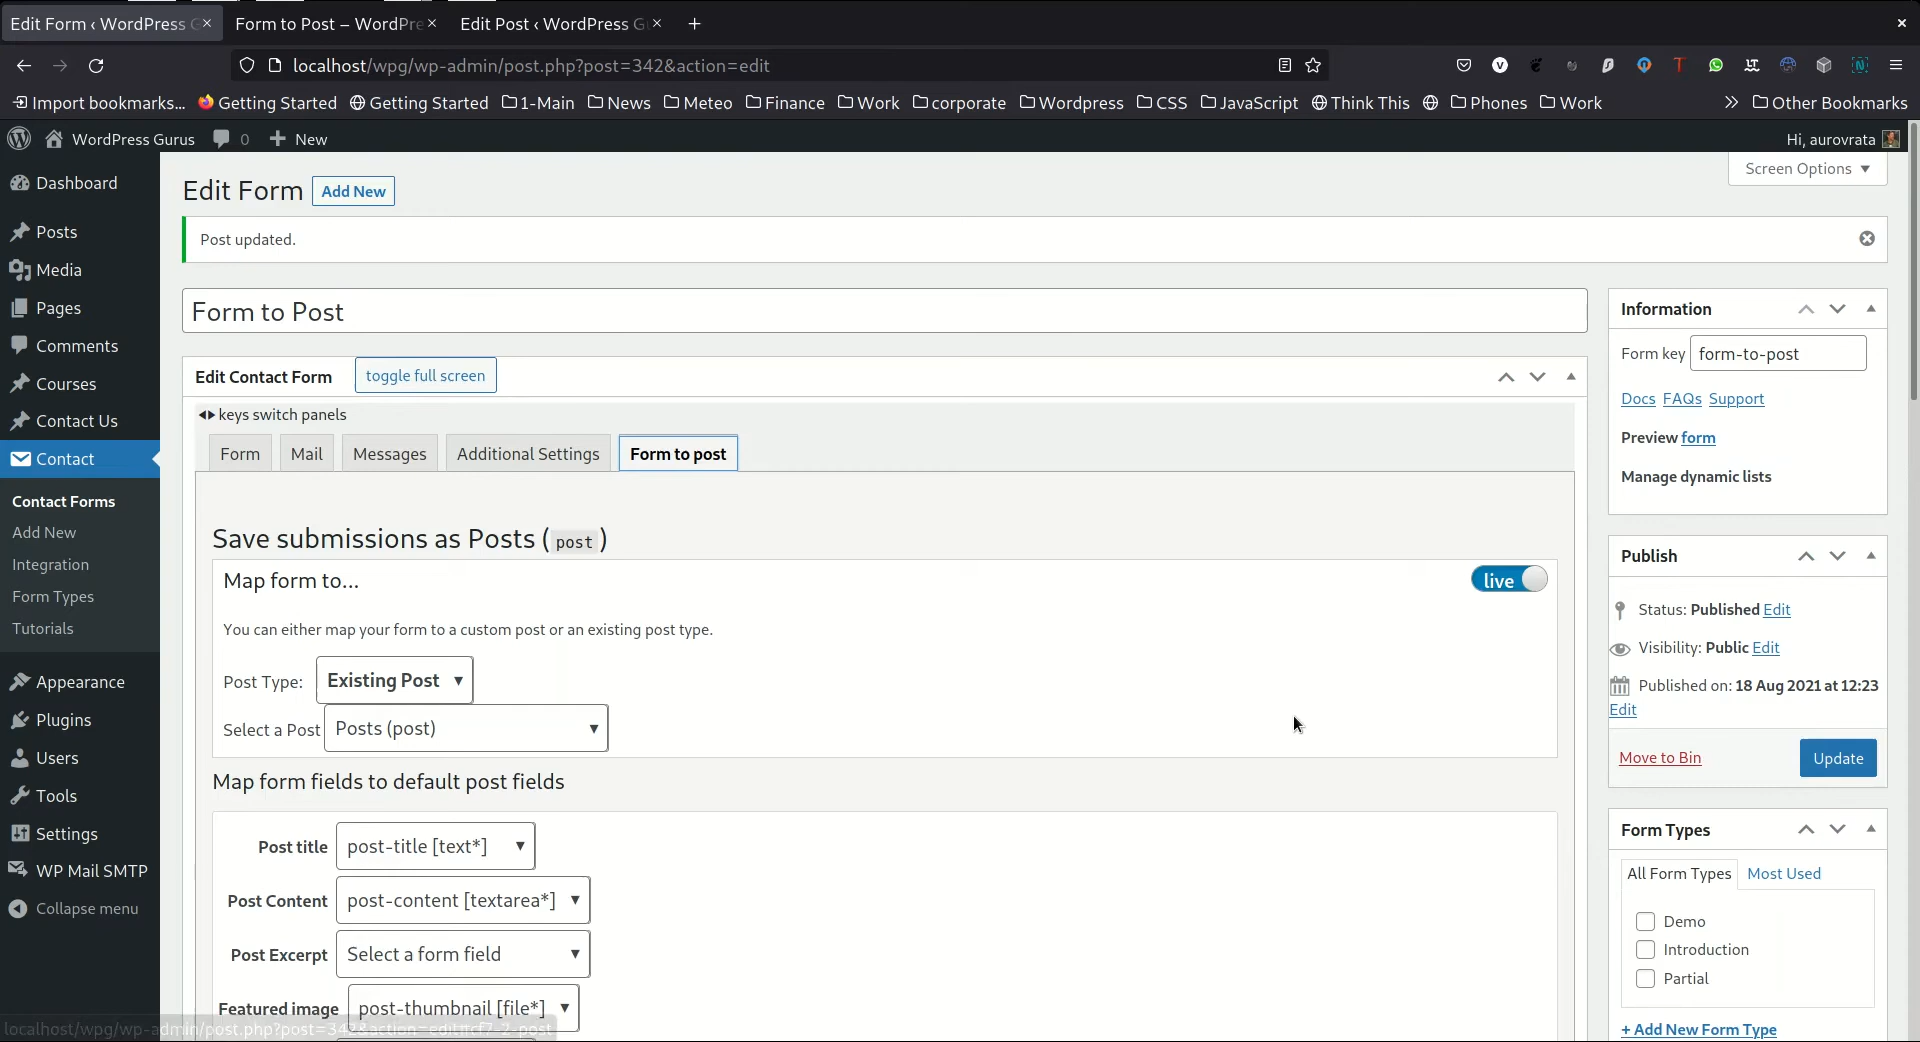 Edit Form ‹ WordPress G
Form to Post – WordPre
Edit Post ‹ WordPress Gu
localhost/wpg/wp-admin/post.php?post=342&action=edit
Import bookmarks...
Getting Started
Getting Started
1-Main
News
Meteo
Finance
Work
corporate
Wordpress
CSS
JavaScript
Think This
Phones
Work
Other Bookmarks
WordPress Gurus
0
New
Hi, aurovrata
Dashboard
Posts
Media
Pages
Comments
Courses
Contact Us
Contact
Contact Forms
Add New
Integration
Form Types
Tutorials
Appearance
Plugins
Users
Tools
Settings
WP Mail SMTP
Collapse menu
Screen Options
Edit Form
Add New
Post updated.
Form to Post
Edit Contact Form
toggle full screen
keys switch panels
Form
Mail
Messages
Additional Settings
Form to post
Save submissions as Posts ( post )
Map form to...
live
You can either map your form to a custom post or an existing post type.
Post Type:
Existing Post
Select a Post
Posts (post)
Map form fields to default post fields
Post title
post-title [text*]
Post Content
post-content [textarea*]
Post Excerpt
Select a form field
Featured image
post-thumbnail [file*]
localhost/wpg/wp-admin/post.php?post=342&action=edit#cf7-2-post
Information
Form key
form-to-post
Docs FAQs Support
Preview form
Manage dynamic lists
Publish
Status: Published Edit
Visibility: Public Edit
Published on: 18 Aug 2021 at 12:23
Edit
Move to Bin
Update
Form Types
All Form Types
Most Used
Demo
Introduction
Partial
+ Add New Form Type